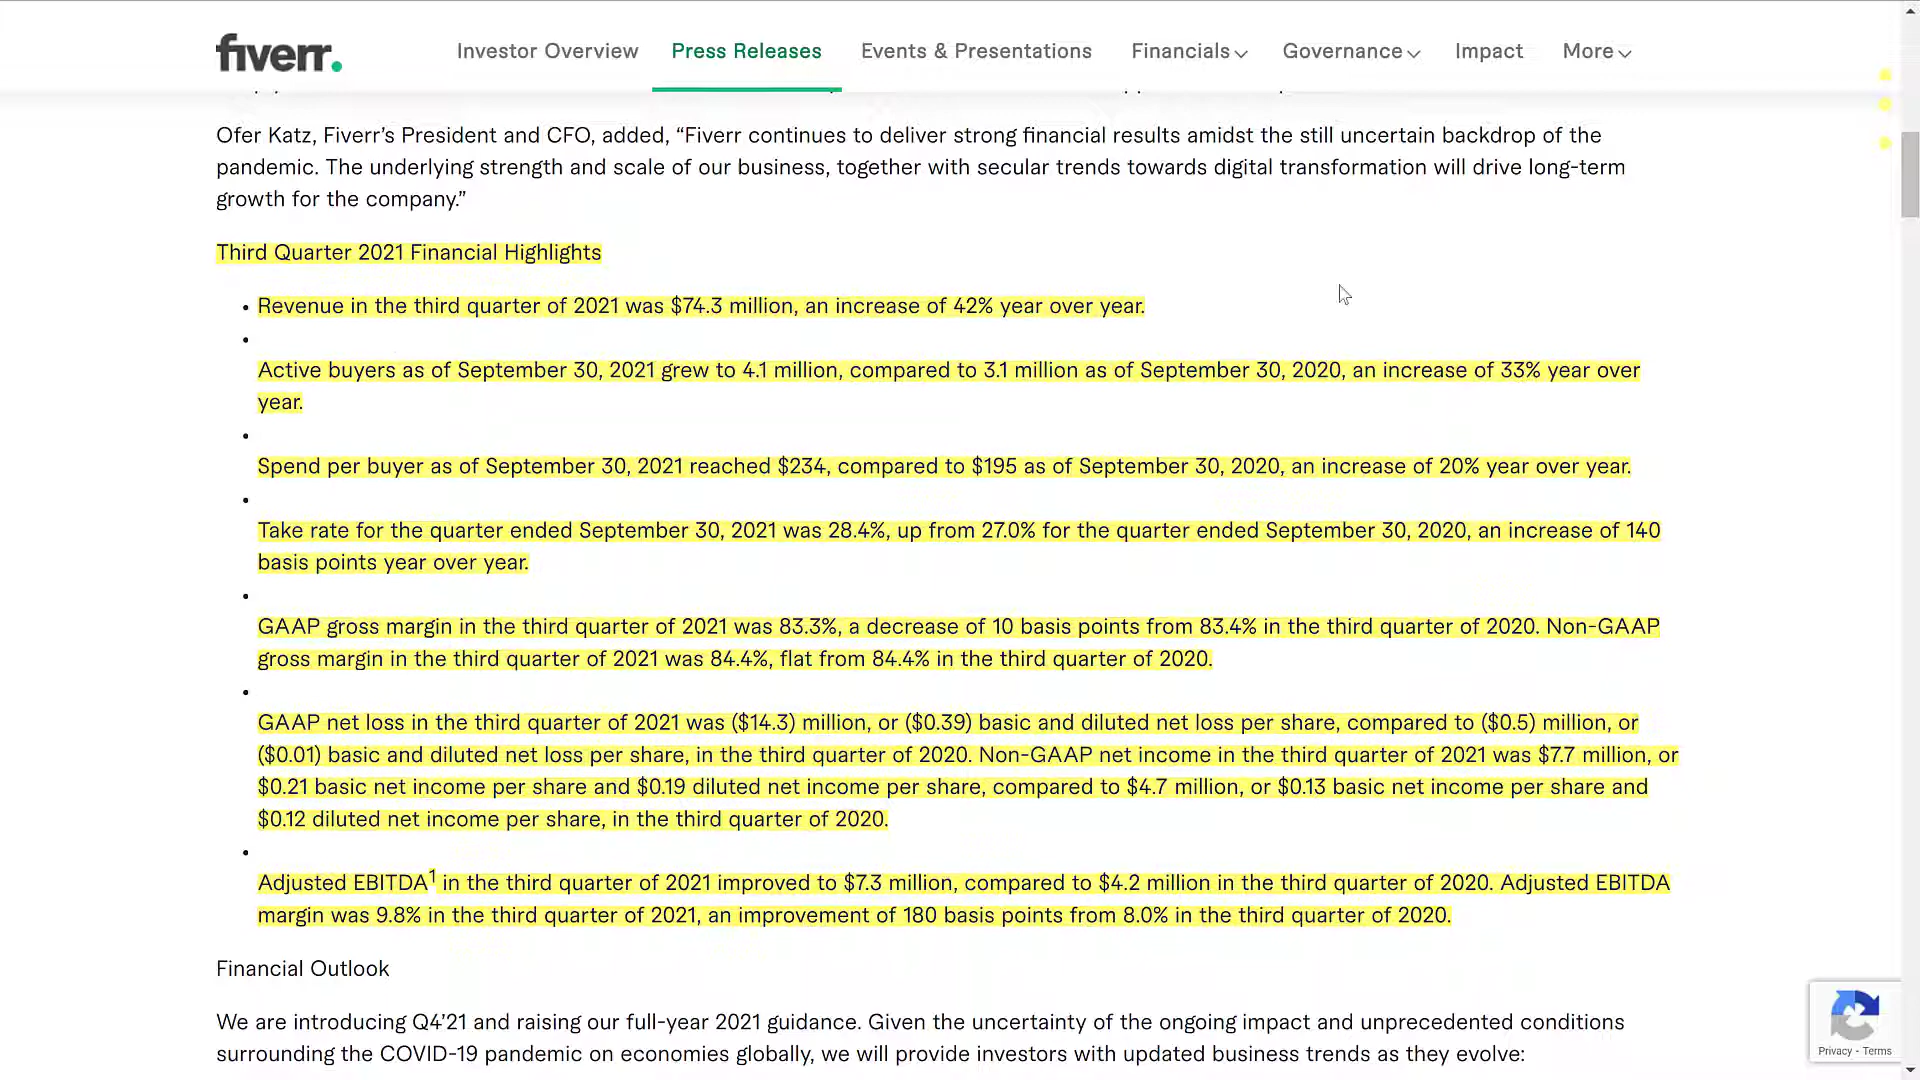 fiverr.
Investor Overview
Press Releases
Events & Presentations
Financials
Governance
Impact
More
Ofer Katz, Fiverr’s President and CFO, added, “Fiverr continues to deliver strong financial results amidst the still uncertain backdrop of the
pandemic. The underlying strength and scale of our business, together with secular trends towards digital transformation will drive long-term
growth for the company.”
Third Quarter 2021 Financial Highlights
Revenue in the third quarter of 2021 was $74.3 million, an increase of 42% year over year.
Active buyers as of September 30, 2021 grew to 4.1 million, compared to 3.1 million as of September 30, 2020, an increase of 33% year over
year.
Spend per buyer as of September 30, 2021 reached $234, compared to $195 as of September 30, 2020, an increase of 20% year over year.
Take rate for the quarter ended September 30, 2021 was 28.4%, up from 27.0% for the quarter ended September 30, 2020, an increase of 140
basis points year over year.
GAAP gross margin in the third quarter of 2021 was 83.3%, a decrease of 10 basis points from 83.4% in the third quarter of 2020. Non-GAAP
gross margin in the third quarter of 2021 was 84.4%, flat from 84.4% in the third quarter of 2020.
GAAP net loss in the third quarter of 2021 was ($14.3) million, or ($0.39) basic and diluted net loss per share, compared to ($0.5) million, or
($0.01) basic and diluted net loss per share, in the third quarter of 2020. Non-GAAP net income in the third quarter of 2021 was $7.7 million, or
$0.21 basic net income per share and $0.19 diluted net income per share, compared to $4.7 million, or $0.13 basic net income per share and
$0.12 diluted net income per share, in the third quarter of 2020.
Adjusted EBITDA1 in the third quarter of 2021 improved to $7.3 million, compared to $4.2 million in the third quarter of 2020. Adjusted EBITDA
margin was 9.8% in the third quarter of 2021, an improvement of 180 basis points from 8.0% in the third quarter of 2020.
Financial Outlook
We are introducing Q4’21 and raising our full-year 2021 guidance. Given the uncertainty of the ongoing impact and unprecedented conditions
surrounding the COVID-19 pandemic on economies globally, we will provide investors with updated business trends as they evolve:
Privacy - Terms